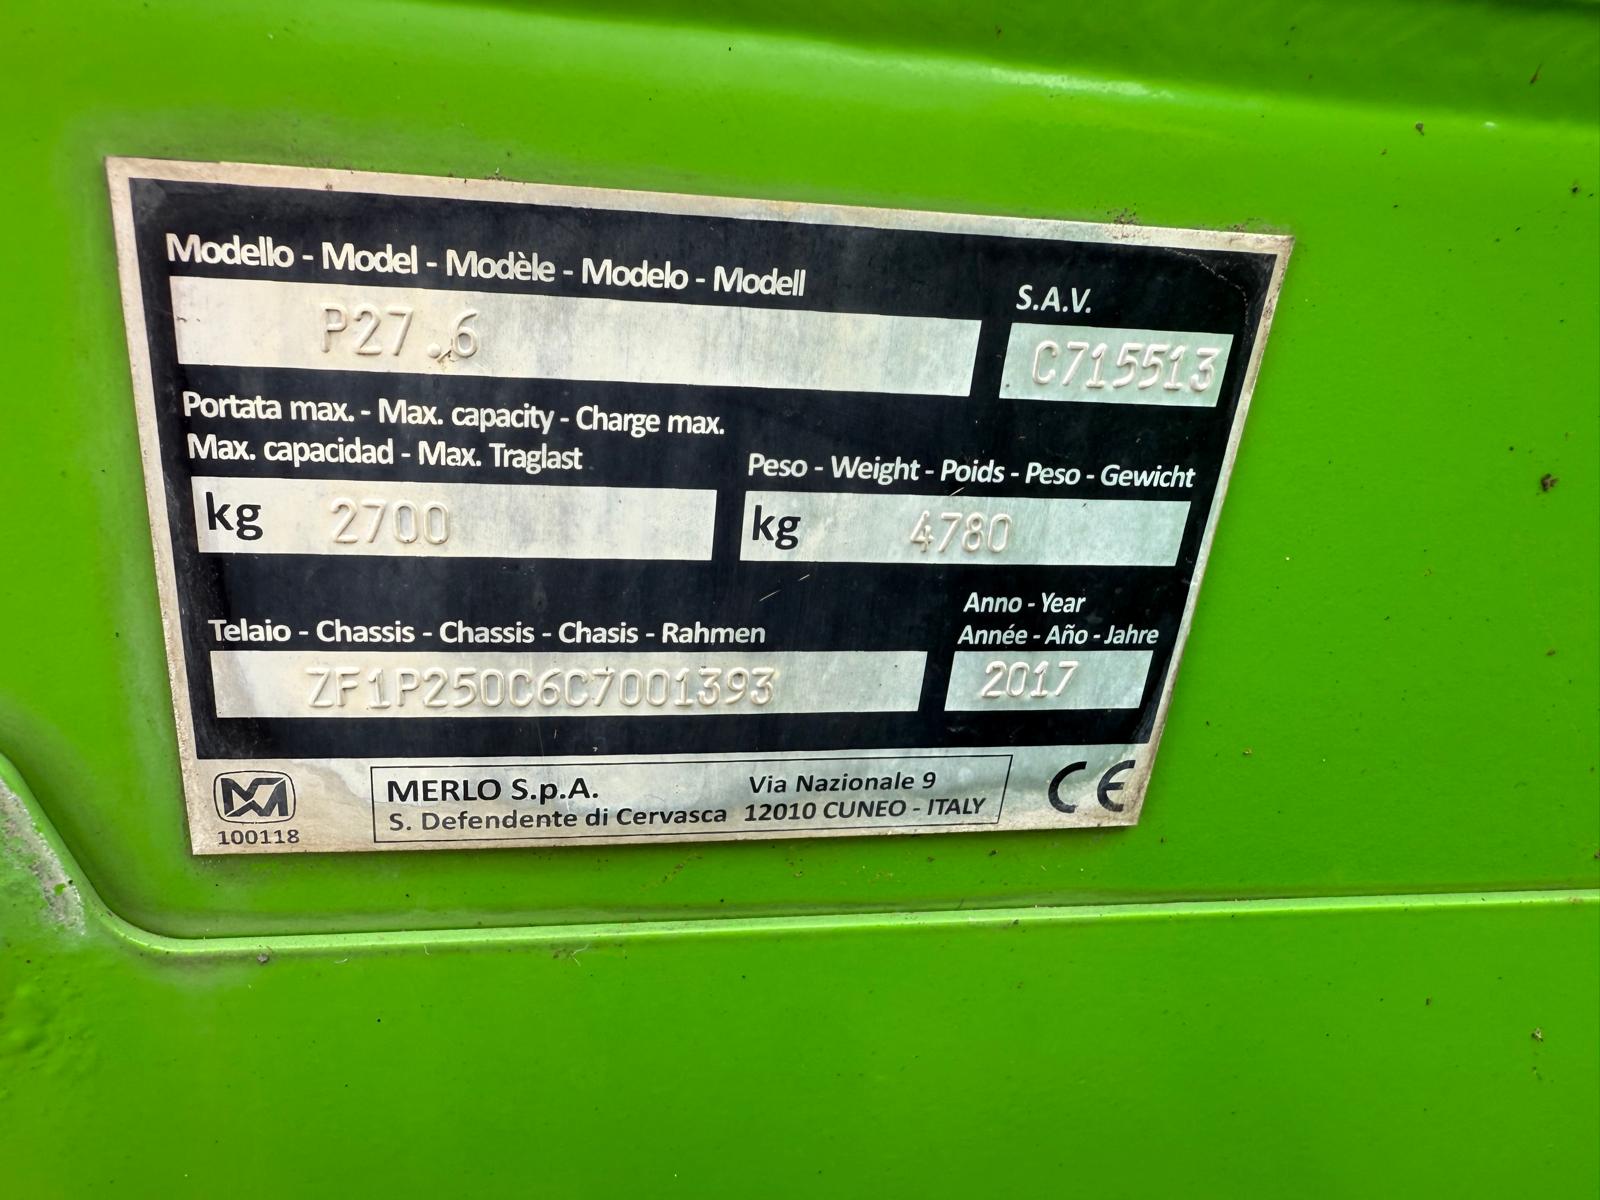 Modello - Model - Modèle - Modelo - Modell
P27.6
S.A.V.
C715513
Portata max. - Max. capacity - Charge max.
Max. capacidad - Max. Traglast
kg 2700
Peso - Weight - Poids - Peso - Gewicht
kg 4780
Telaio - Chassis - Chassis - Chasis - Rahmen
ZF1P250C6C7001393
Anno - Year
Année - Año - Jahre
2017
100118
MERLO S.p.A.
S. Defendente di Cervasca
Via Nazionale 9
12010 CUNEO - ITALY
CE